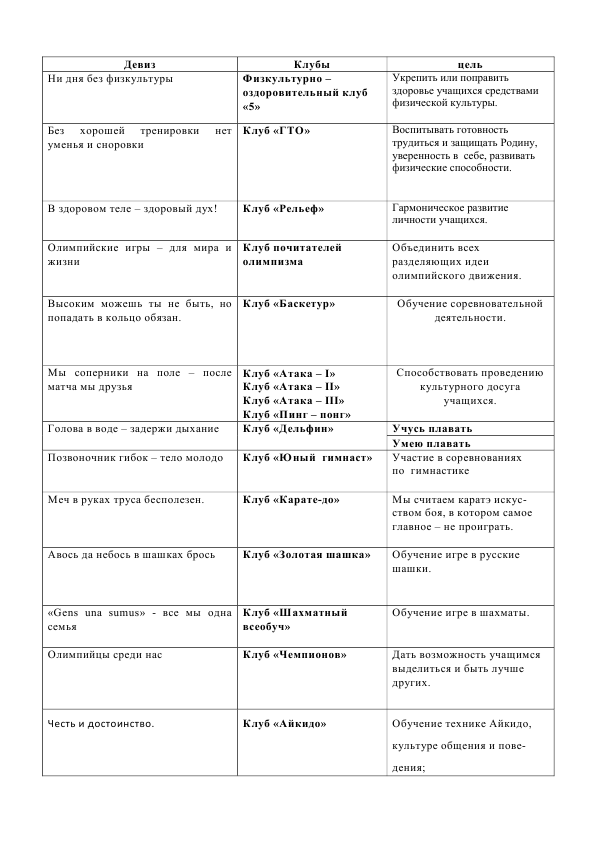 Девиз Клубы цель
Ни дня без физкультуры
Физкультурно –
оздоровительный клуб
«5»
Укрепить или поправить
здоровье учащихся средствами
физической культуры.
Без хорошей тренировки нет
уменья и сноровки
Клуб «ГТО»
Воспитывать готовность
трудиться и защищать Родину,
уверенность в себе, развивать
физические способности.
В здоровом теле – здоровый дух!
Клуб «Рельеф»
Гармоническое развитие
личности учащихся.
Олимпийские игры – для мира и
жизни
Клуб почитателей
олимпизма
Объединить всех
разделяющих идеи
олимпийского движения.
Высоким можешь ты не быть, но
попадать в кольцо обязан.
Клуб «Баскетур»
Обучение соревновательной
деятельности.
Мы соперники на поле – после
матча мы друзья
Клуб «Атака – I»
Клуб «Атака – II»
Клуб «Атака – III»
Клуб «Пинг – понг»
Способствовать проведению
культурного досуга
учащихся.
Голова в воде – задержи дыхание
Клуб «Дельфин»
Учусь плавать
Умею плавать
Позвоночник гибок – тело молодо
Клуб «Юный гимнаст»
Участие в соревнованиях
по гимнастике
Меч в руках труса бесполезен.
Клуб «Карате-до»
Мы считаем каратэ искус-
ством боя, в котором самое
главное – не проиграть.
Авось да небось в шашках брось
Клуб «Золотая шашка»
Обучение игре в русские
шашки.
«Gens una sumus» - все мы одна
семья
Клуб «Шахматный
всеобуч»
Обучение игре в шахматы.
Олимпийцы среди нас
Клуб «Чемпионов»
Дать возможность учащимся
выделиться и быть лучше
других.
Честь и достоинство.
Клуб «Айкидо»
Обучение технике Айкидо,
культуре общения и пове-
дения;